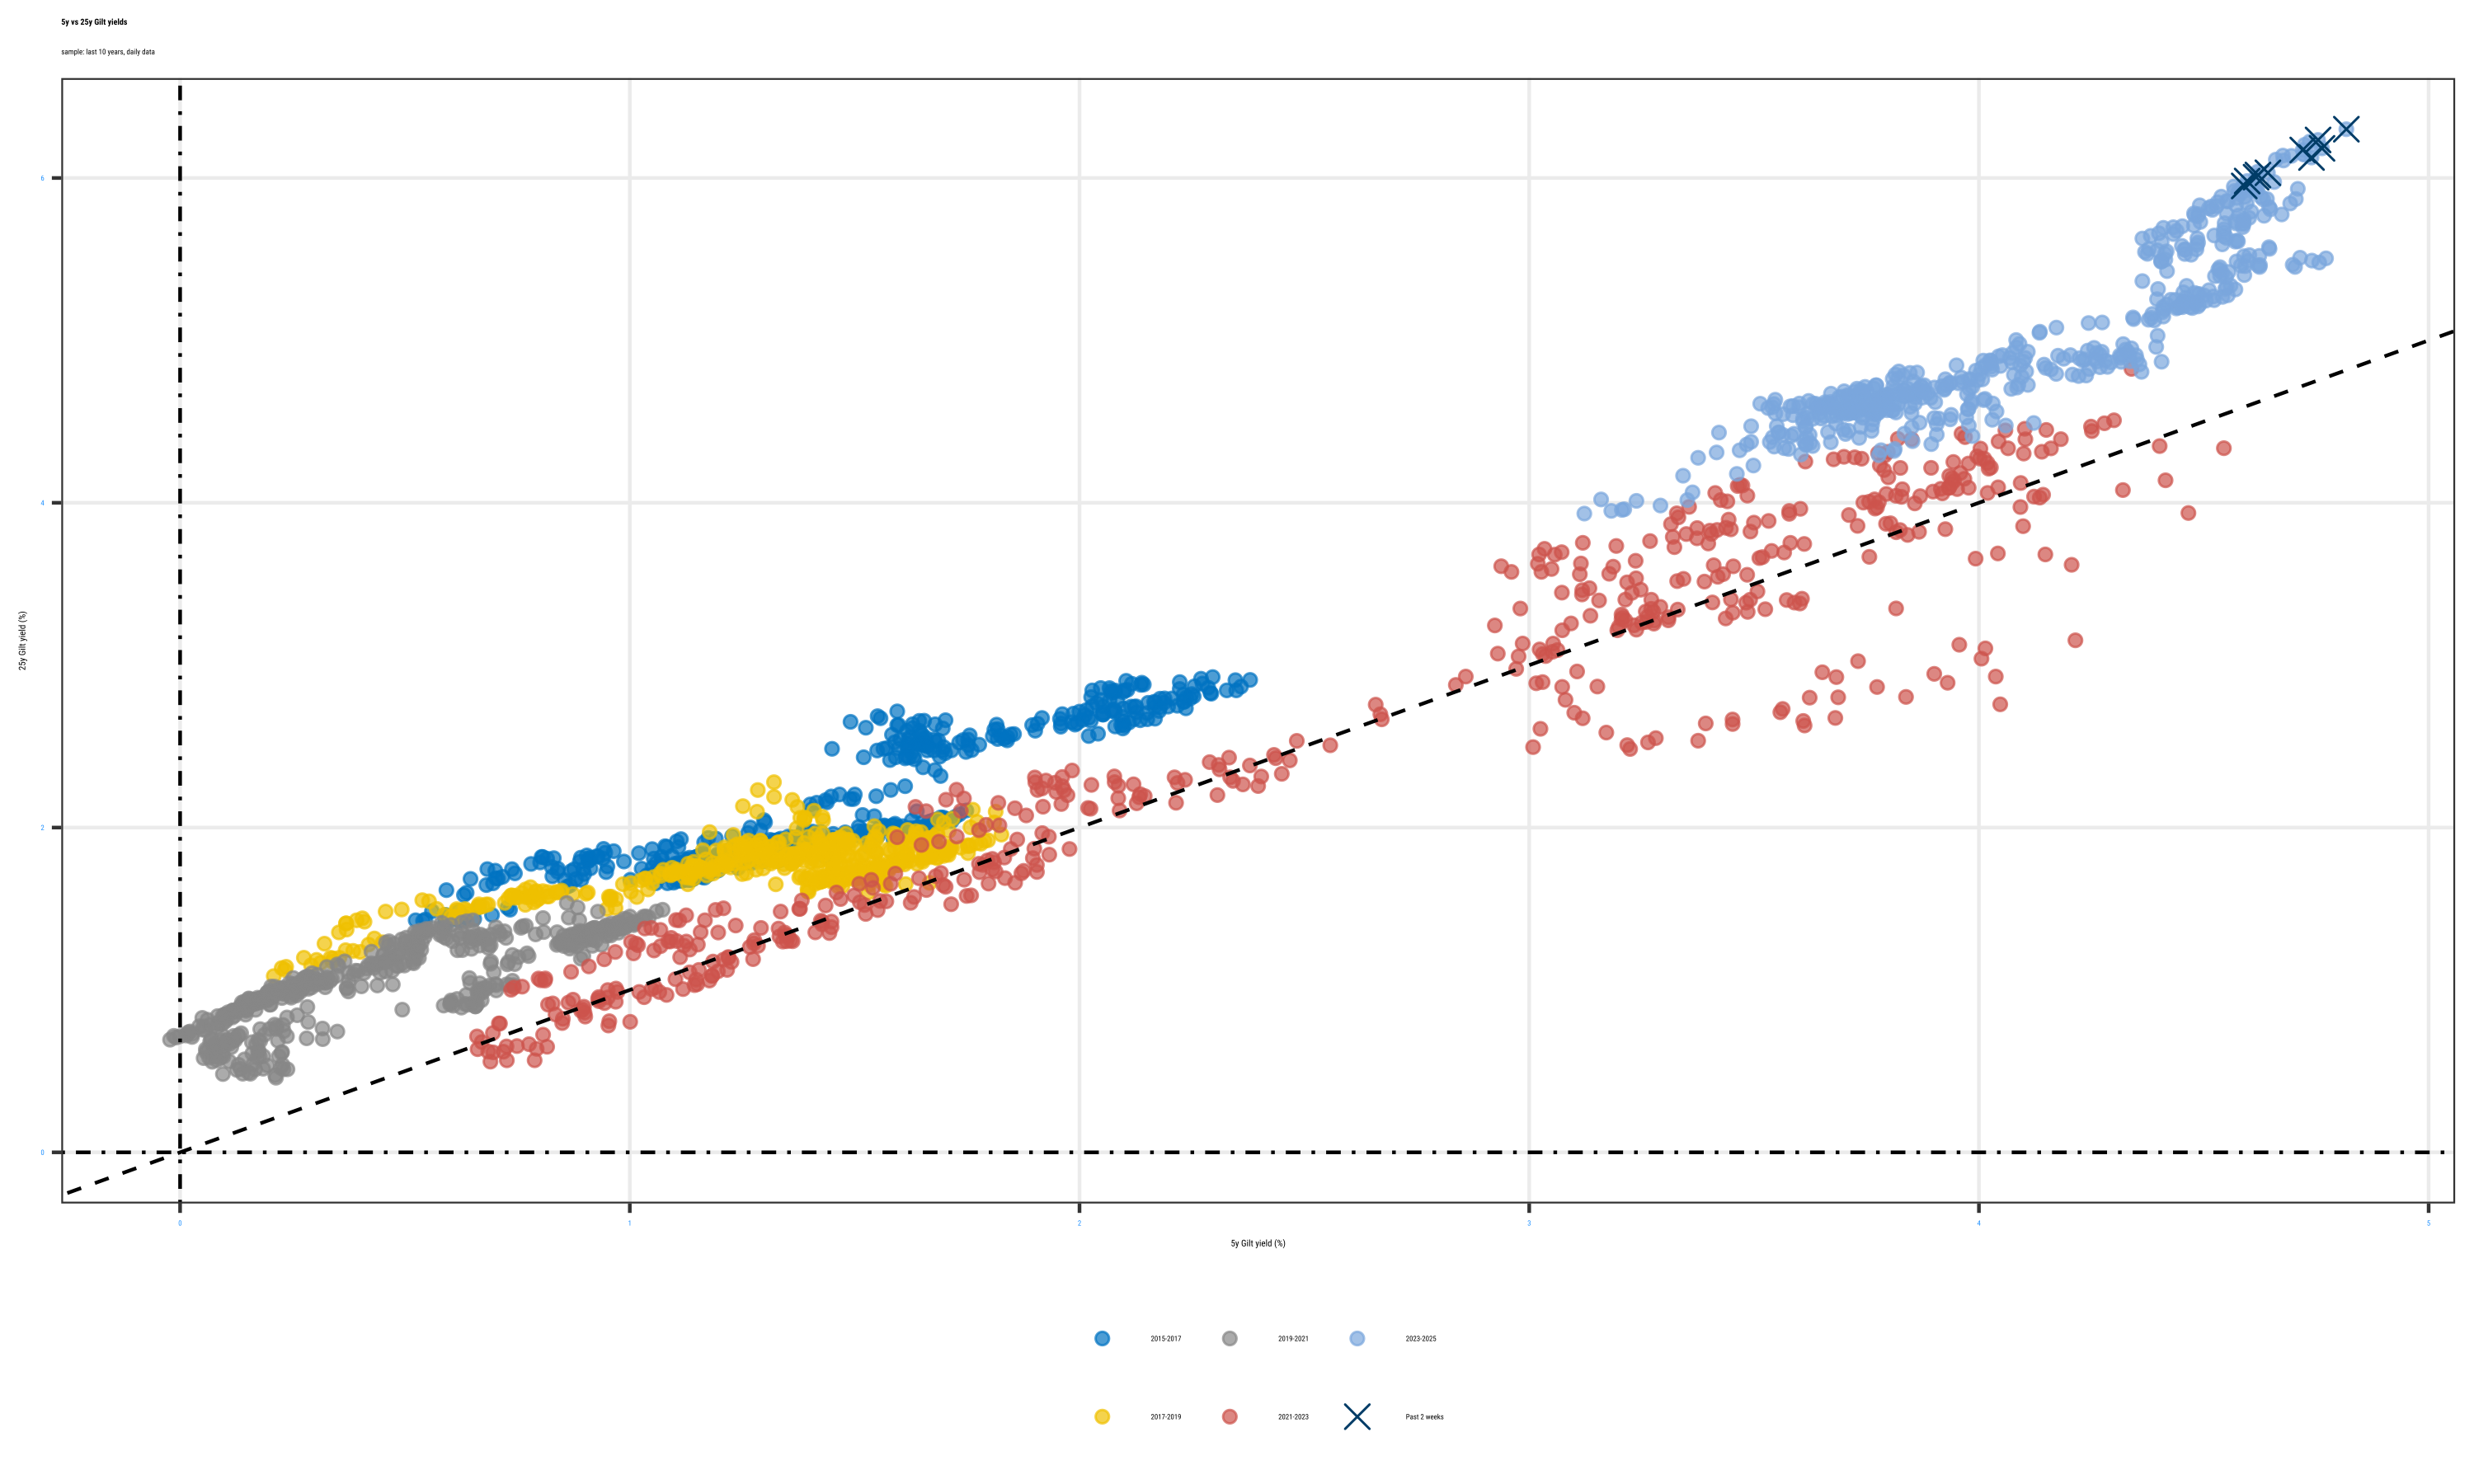 5y vs 25y Gilt yields
sample: last 10 years, daily data
25y Gilt yield (%)
6
4
2
0
0 1 2 3 4 5
5y Gilt yield (%)
2015-2017 2019-2021 2023-2025
2017-2019 2021-2023 Past 2 weeks